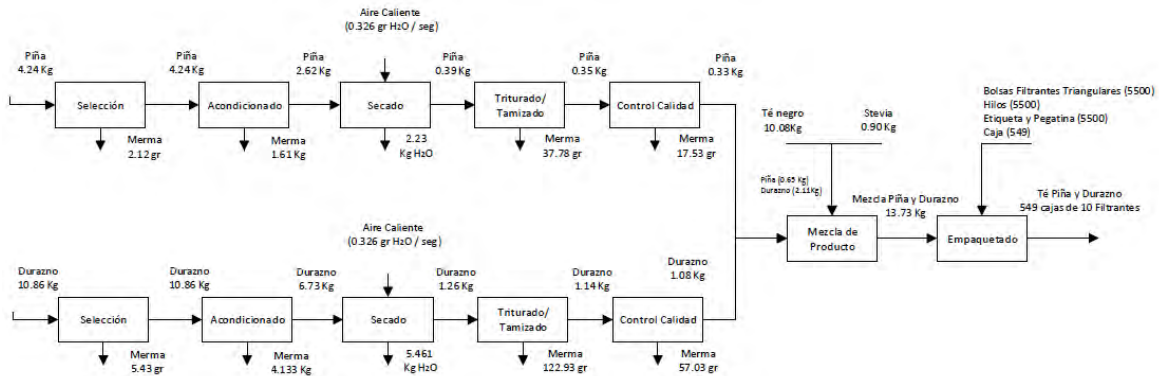 Aire Caliente
(0.326 gr H2O / seg)
Piña
4.24 Kg
Piña
4.24 Kg
Piña
2.62 Kg
Piña
0.39 Kg
Piña
0.35 Kg
Piña
0.33 Kg
Selección
Acondicionado
Secado
Triturado/
Tamizado
Control Calidad
Merma
2.12 gr
Merma
1.61 Kg
2.23
Kg H2O
Merma
37.78 gr
Merma
17.53 gr
Té negro
10.08Kg
Stevia
0.90 Kg
Bolsas Filtrantes Triangulares (5500)
Hilos (5500)
Etiqueta y Pegatina (5500)
Caja (549)
Piña (0.65 Kg)
Durazno (2.11Kg)
Mezcla Piña y Durazno
13.73 Kg
Té Piña y Durazno
549 cajas de 10 Filtrantes
Mezcla de
Producto
Empaquetado
Aire Caliente
(0.326 gr H2O / seg)
Durazno
10.86 Kg
Durazno
10.86 Kg
Durazno
6.73 Kg
Durazno
1.26 Kg
Durazno
1.14 Kg
Durazno
1.08 Kg
Selección
Acondicionado
Secado
Triturado/
Tamizado
Control Calidad
Merma
5.43 gr
Merma
4.133 Kg
5.461
Kg H2O
Merma
122.93 gr
Merma
57.03 gr